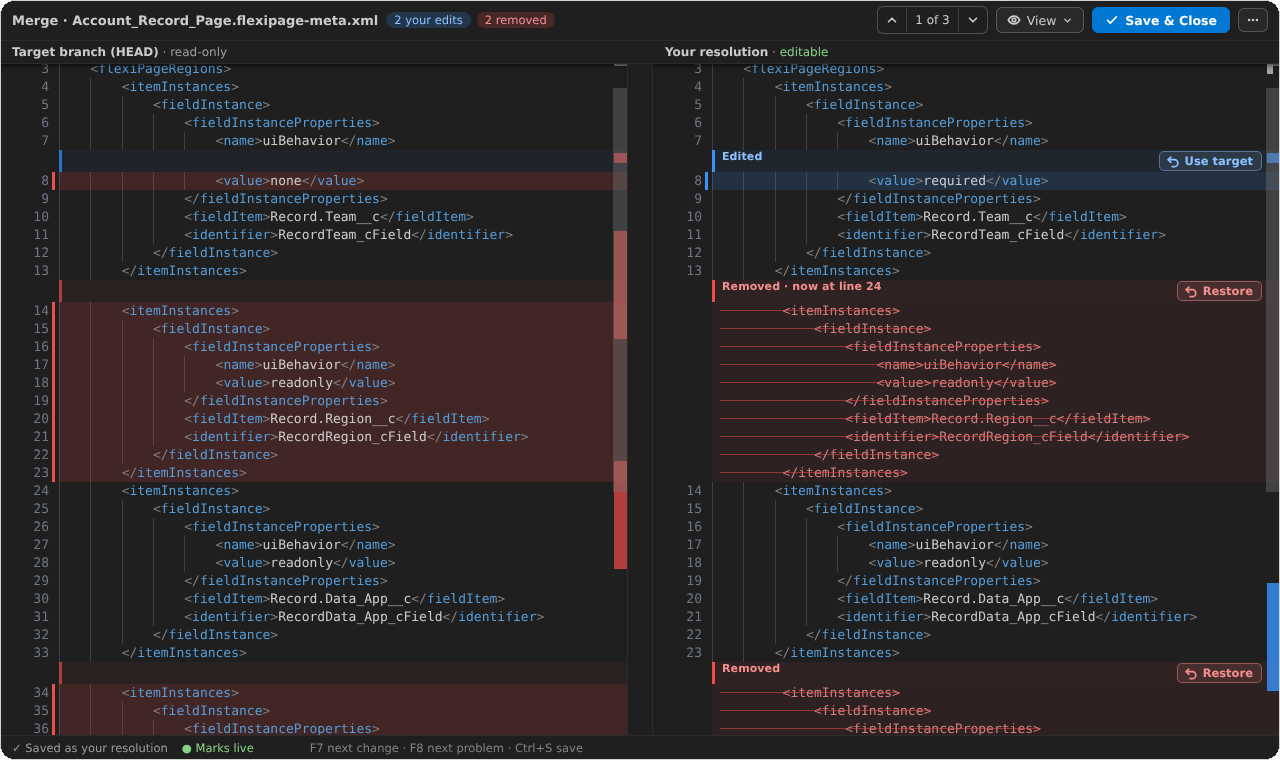 Merge · Account_Record_Page.flexipage-meta.xml 2 your edits 2 removed 1 of 3 View Save & Close ...
Target branch (HEAD) · read-only
3 <flexiPageRegions>
4 <itemInstances>
5 <fieldInstance>
6 <fieldInstanceProperties>
7 <name>uiBehavior</name>
8 <value>none</value>
9 </fieldInstanceProperties>
10 <fieldItem>Record.Team__c</fieldItem>
11 <identifier>RecordTeam_cField</identifier>
12 </fieldInstance>
13 </itemInstances>
14 <itemInstances>
15 <fieldInstance>
16 <fieldInstanceProperties>
17 <name>uiBehavior</name>
18 <value>readonly</value>
19 </fieldInstanceProperties>
20 <fieldItem>Record.Region__c</fieldItem>
21 <identifier>RecordRegion_cField</identifier>
22 </fieldInstance>
23 </itemInstances>
24 <itemInstances>
25 <fieldInstance>
26 <fieldInstanceProperties>
27 <name>uiBehavior</name>
28 <value>readonly</value>
29 </fieldInstanceProperties>
30 <fieldItem>Record.Data_App__c</fieldItem>
31 <identifier>RecordData_App_cField</identifier>
32 </fieldInstance>
33 </itemInstances>
34 <itemInstances>
35 <fieldInstance>
36 <fieldInstanceProperties>
Your resolution · editable
3 <flexiPageRegions>
4 <itemInstances>
5 <fieldInstance>
6 <fieldInstanceProperties>
7 <name>uiBehavior</name>
Edited Use target
8 <value>required</value>
9 </fieldInstanceProperties>
10 <fieldItem>Record.Team__c</fieldItem>
11 <identifier>RecordTeam_cField</identifier>
12 </fieldInstance>
13 </itemInstances>
Removed · now at line 24 Restore
<itemInstances>
<fieldInstance>
<fieldInstanceProperties>
<name>uiBehavior</name>
<value>readonly</value>
</fieldInstanceProperties>
<fieldItem>Record.Region__c</fieldItem>
<identifier>RecordRegion_cField</identifier>
</fieldInstance>
</itemInstances>
14 <itemInstances>
15 <fieldInstance>
16 <fieldInstanceProperties>
17 <name>uiBehavior</name>
18 <value>readonly</value>
19 </fieldInstanceProperties>
20 <fieldItem>Record.Data_App__c</fieldItem>
21 <identifier>RecordData_App_cField</identifier>
22 </fieldInstance>
23 </itemInstances>
Removed Restore
<itemInstances>
<fieldInstance>
<fieldInstanceProperties>
✓ Saved as your resolution ● Marks live F7 next change · F8 next problem · Ctrl+S save